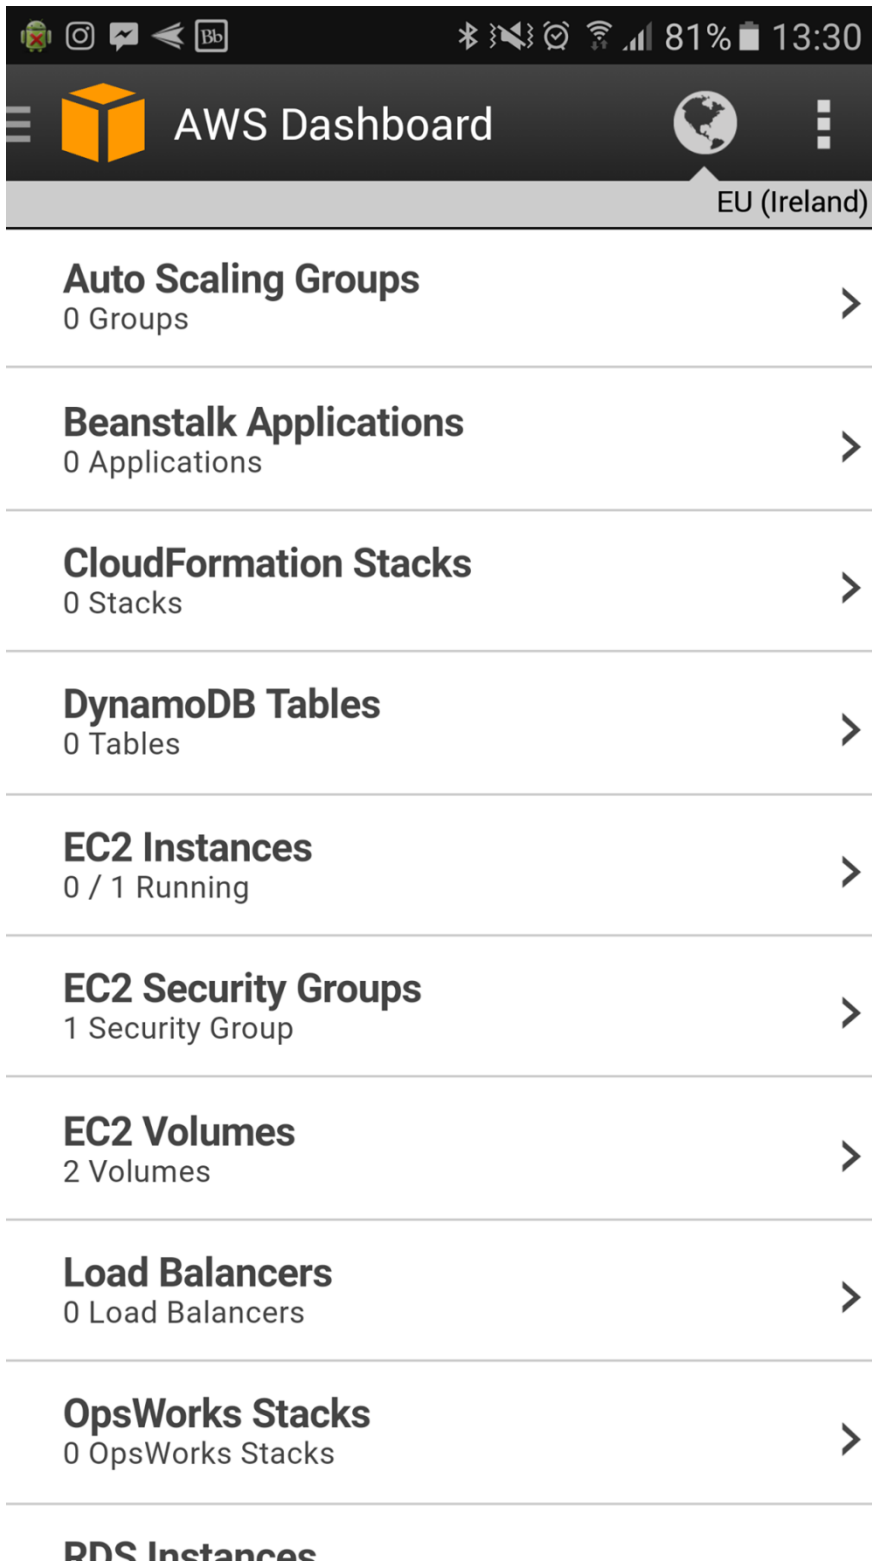 Bb 81% 13:30
AWS Dashboard
EU (Ireland)
Auto Scaling Groups
0 Groups
Beanstalk Applications
0 Applications
CloudFormation Stacks
0 Stacks
DynamoDB Tables
0 Tables
EC2 Instances
0 / 1 Running
EC2 Security Groups
1 Security Group
EC2 Volumes
2 Volumes
Load Balancers
0 Load Balancers
OpsWorks Stacks
0 OpsWorks Stacks
RDS Instances